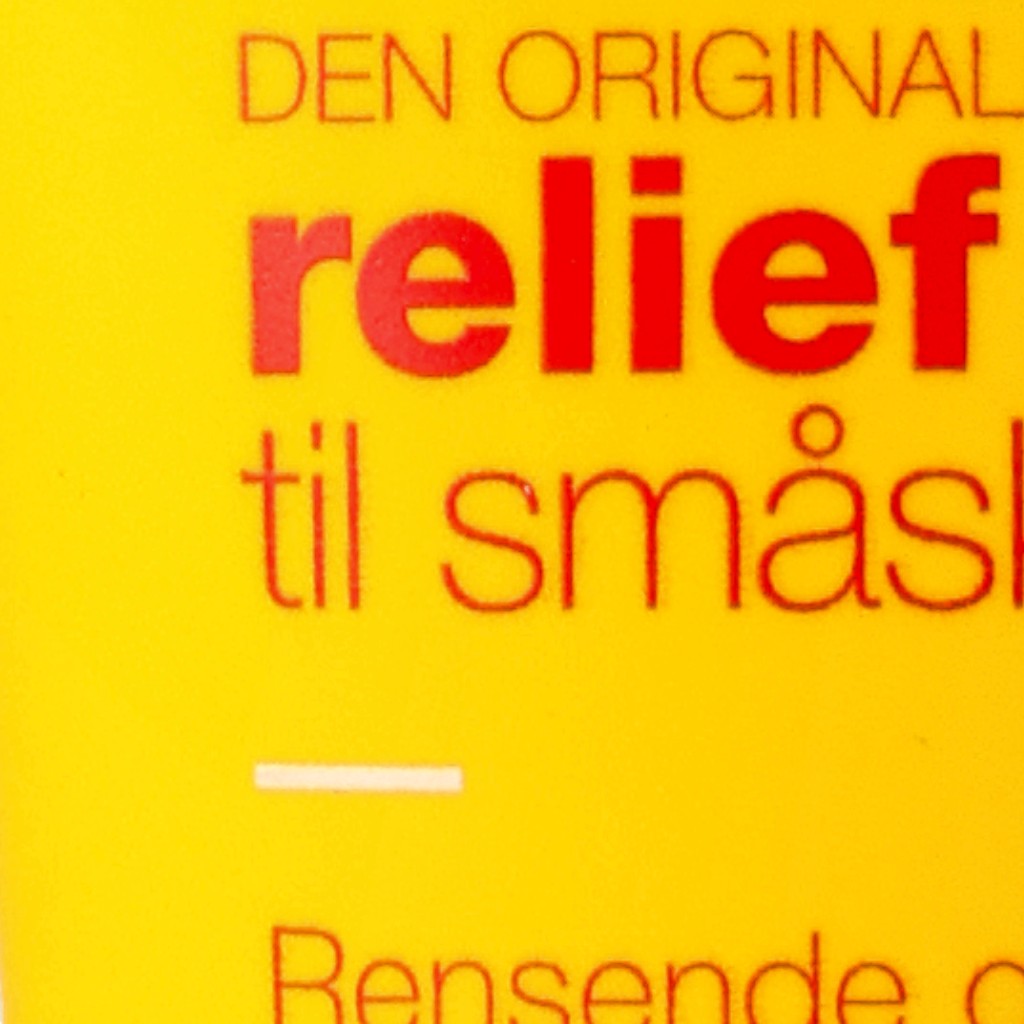 DEN ORIGINAL
relief
til
Rensende